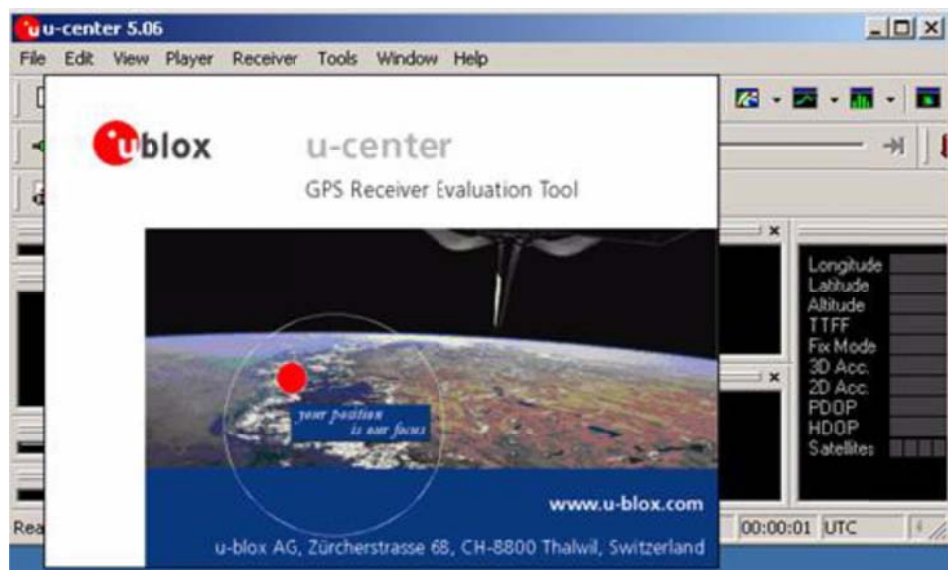 u-center 5.06
File Edit View Player Receiver Tools Window Help
ublox
u-center
GPS Receiver Evaluation Tool
your position
is our focus
www.u-blox.com
u-blox AG, Zürcherstrasse 68, CH-8800 Thalwil, Switzerland
Longitude
Latitude
Altitude
TTFF
Fix Mode
3D Acc.
2D Acc.
PDOP
HDOP
Satellites
Rea
00:00:01 UTC